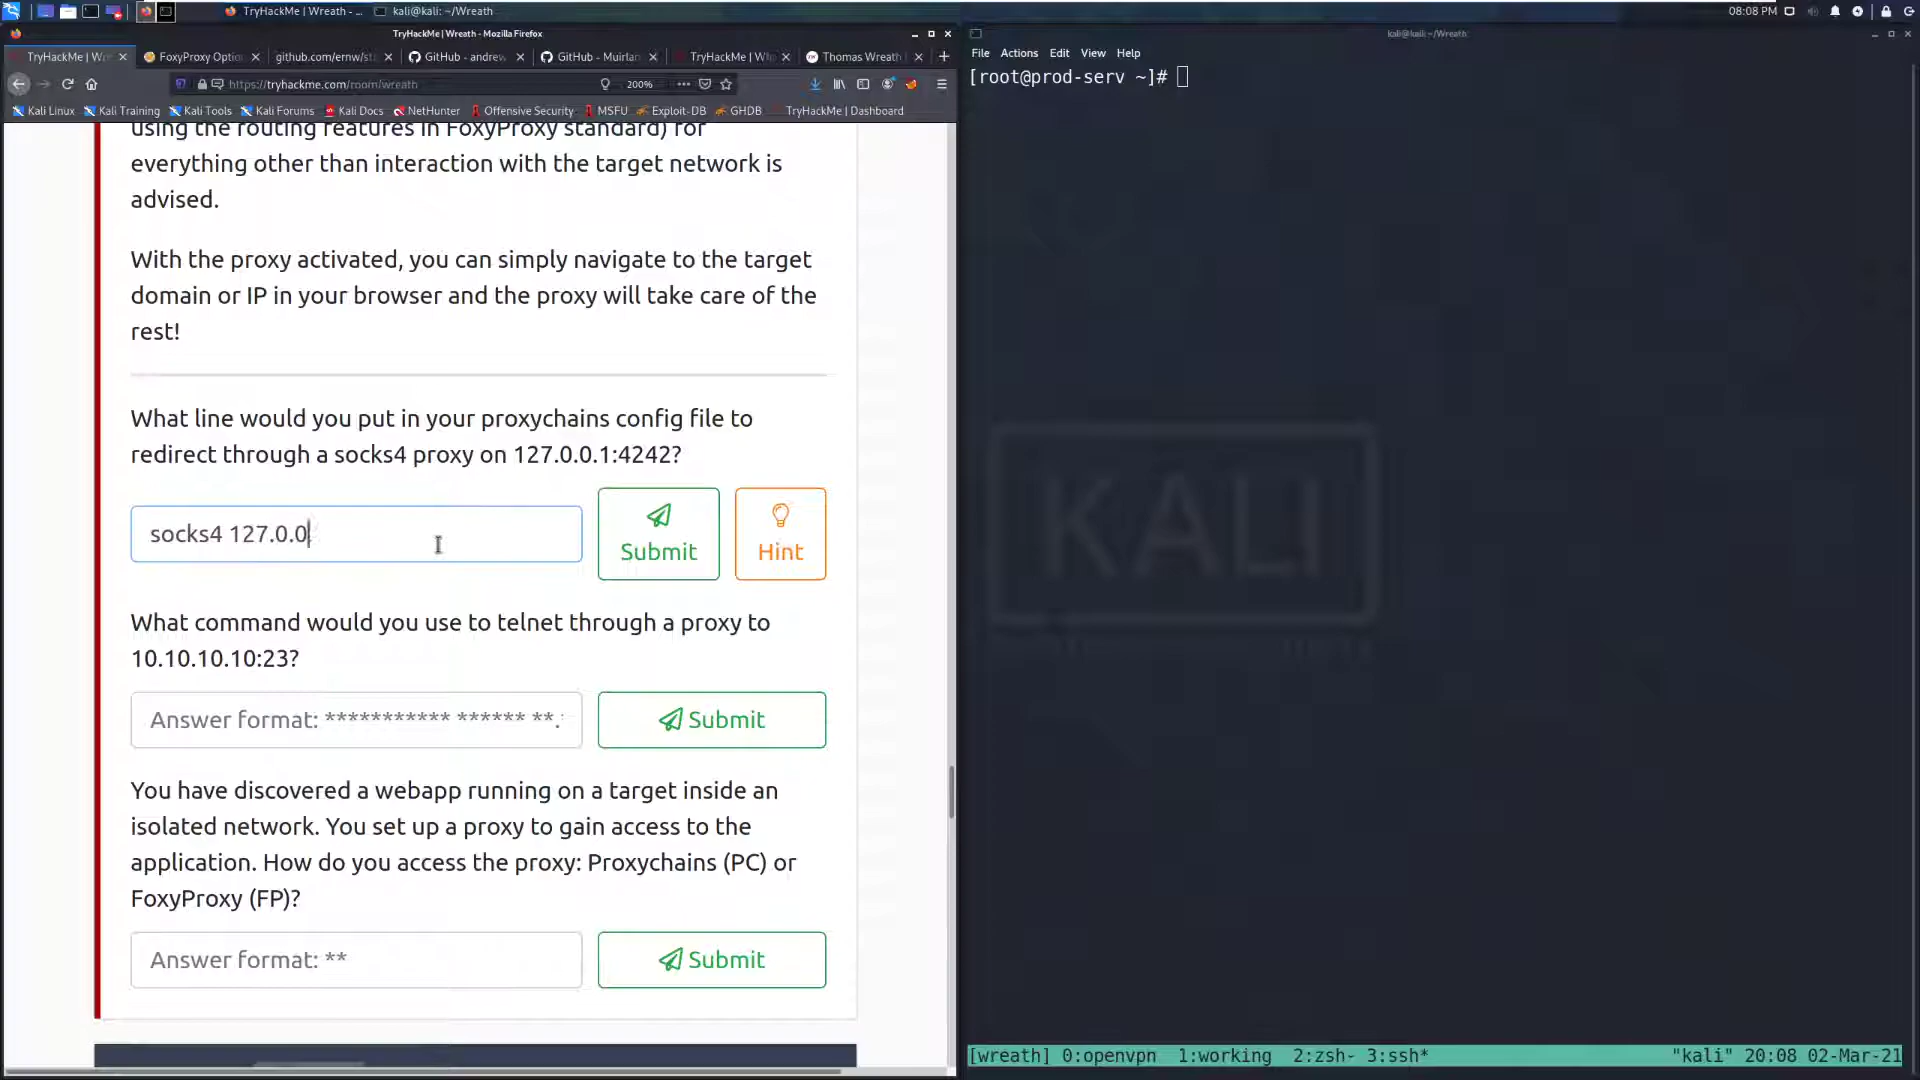 TryHackMe | Wreath - ...
kali@kali: ~/Wreath
08:08 PM
TryHackMe | Wreath - Mozilla Firefox
TryHackMe | Wr
FoxyProxy Optio
github.com/ernw/st
GitHub - andrew
GitHub - Muirlan
TryHackMe | W
Thomas Wreath
https://tryhackme.com/room/wreath
200%
Kali Linux
Kali Training
Kali Tools
Kali Forums
Kali Docs
NetHunter
Offensive Security
MSFU
Exploit-DB
GHDB
TryHackMe | Dashboard
using the routing features in FoxyProxy standard) for
everything other than interaction with the target network is
advised.
With the proxy activated, you can simply navigate to the target
domain or IP in your browser and the proxy will take care of the
rest!
What line would you put in your proxychains config file to
redirect through a socks4 proxy on 127.0.0.1:4242?
socks4 127.0.0
Submit
Hint
What command would you use to telnet through a proxy to
10.10.10.10:23?
Answer format: *********** ****** **.
Submit
You have discovered a webapp running on a target inside an
isolated network. You set up a proxy to gain access to the
application. How do you access the proxy: Proxychains (PC) or
FoxyProxy (FP)?
Answer format: **
Submit
kali@kali:~/Wreath
File Actions Edit View Help
[root@prod-serv ~]#
KALI
[wreath] 0:openvpn 1:working 2:zsh- 3:ssh* "kali" 20:08 02-Mar-21